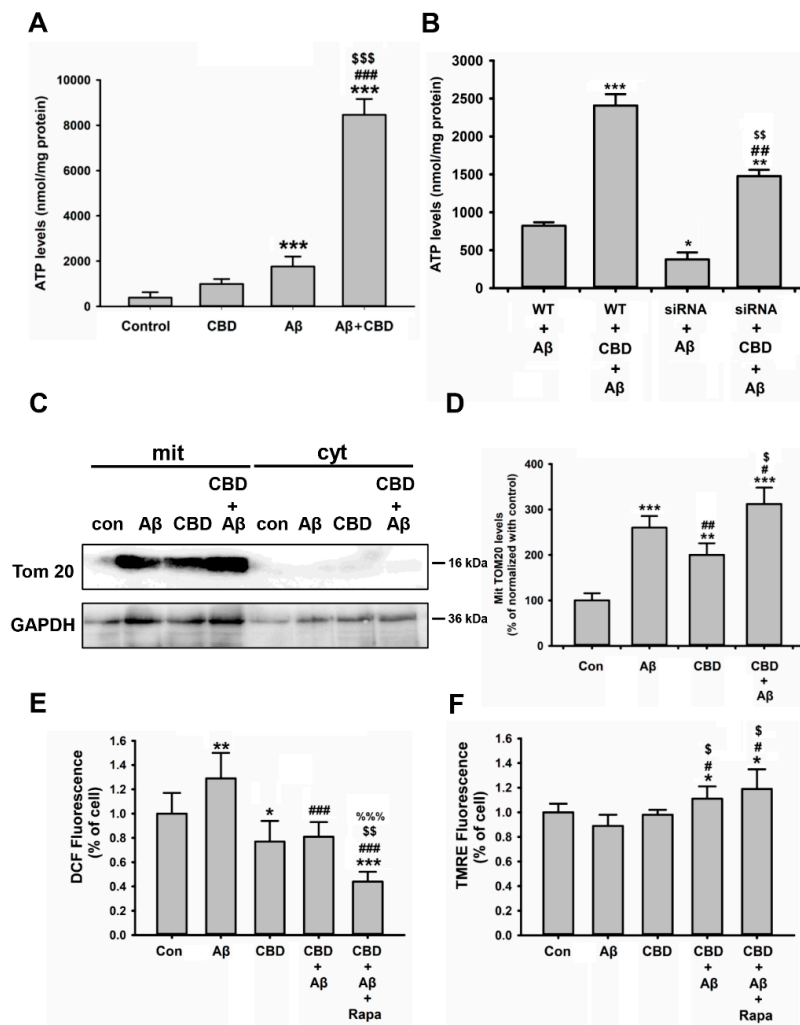 A
ATP levels (nmol/mg protein)
10000
8000
6000
4000
2000
0
***
$$$
###
***
Control CBD Aβ Aβ+CBD
B
ATP levels (nmol/mg protein)
3000
2500
2000
1500
1000
500
0
***
*
$$
##
**
WT
+
Aβ
WT
+
CBD
+
Aβ
siRNA
+
Aβ
siRNA
+
CBD
+
Aβ
C
mit cyt
con Aβ CBD CBD
+
Aβ
con Aβ CBD CBD
+
Aβ
Tom 20
16 kDa
GAPDH
36 kDa
D
Mit TOM20 levels
(% of normalized with control)
400
300
200
100
0
***
##
**
$
#
***
Con Aβ CBD CBD
+
Aβ
E
DCF Fluorescence
(% of cell)
1.6
1.4
1.2
1.0
0.8
0.6
0.4
0.2
0.0
**
*
###
%%%
$$
###
***
Con Aβ CBD CBD
+
Aβ
CBD
+
Aβ
+
Rapa
F
TMRE Fluorescence
(% of cell)
1.6
1.4
1.2
1.0
0.8
0.6
0.4
0.2
0.0
$
#
*
$
#
*
Con Aβ CBD CBD
+
Aβ
CBD
+
Aβ
+
Rapa